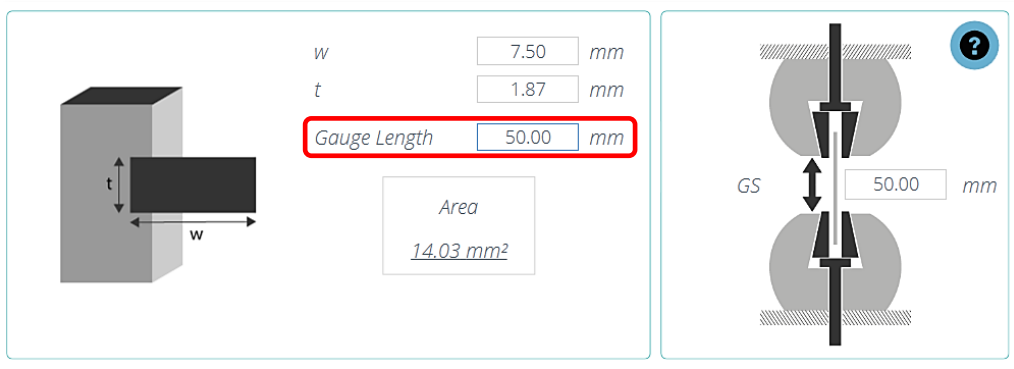 w 7.50 mm
t 1.87 mm
Gauge Length 50.00 mm
Area
14.03 mm²
t
w
?
GS 50.00 mm